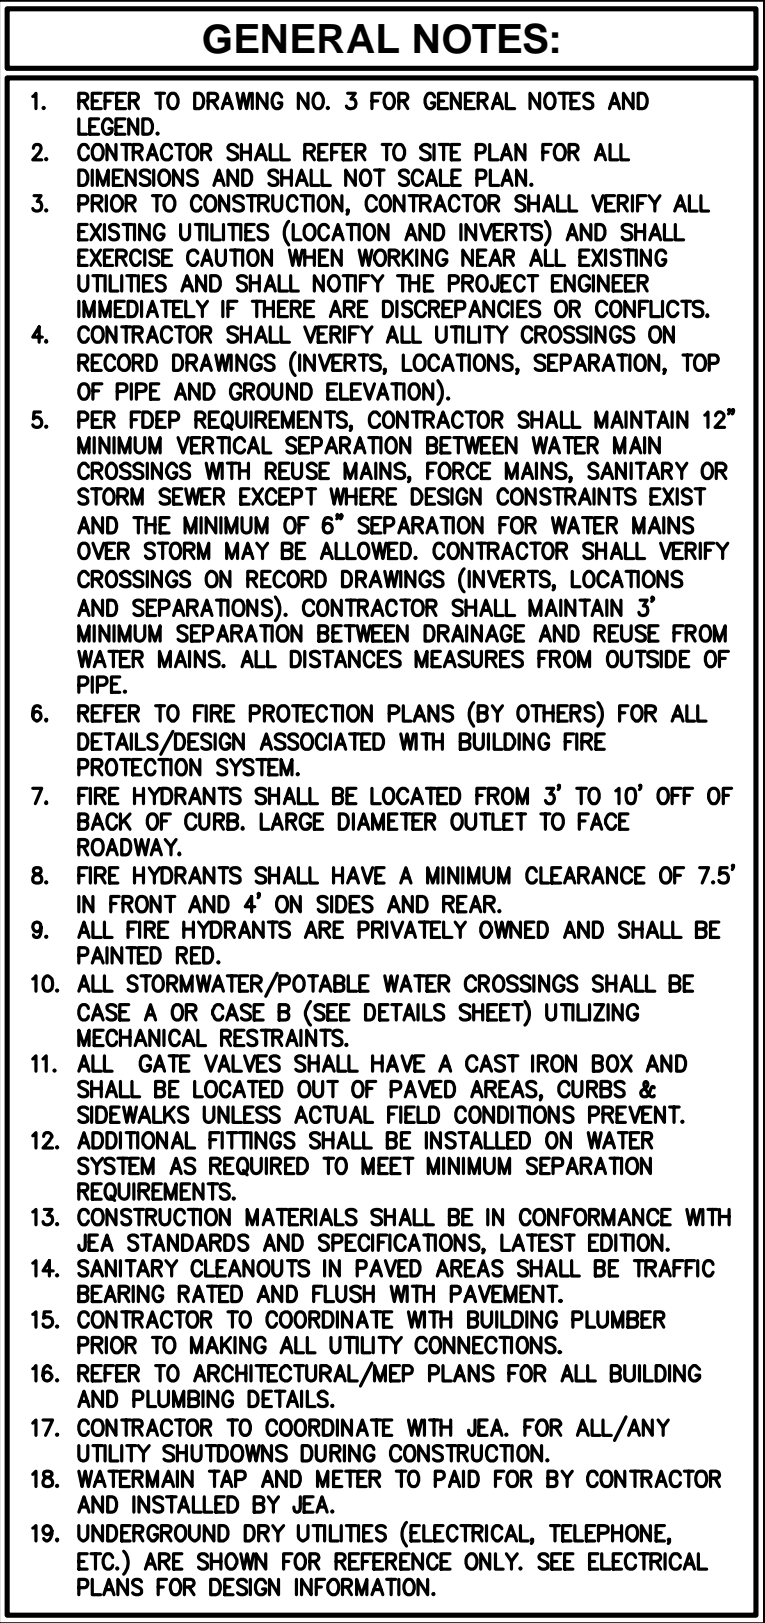 GENERAL NOTES:
1. REFER TO DRAWING NO. 3 FOR GENERAL NOTES AND
LEGEND.
2. CONTRACTOR SHALL REFER TO SITE PLAN FOR ALL
DIMENSIONS AND SHALL NOT SCALE PLAN.
3. PRIOR TO CONSTRUCTION, CONTRACTOR SHALL VERIFY ALL
EXISTING UTILITIES (LOCATION AND INVERTS) AND SHALL
EXERCISE CAUTION WHEN WORKING NEAR ALL EXISTING
UTILITIES AND SHALL NOTIFY THE PROJECT ENGINEER
IMMEDIATELY IF THERE ARE DISCREPANCIES OR CONFLICTS.
4. CONTRACTOR SHALL VERIFY ALL UTILITY CROSSINGS ON
RECORD DRAWINGS (INVERTS, LOCATIONS, SEPARATION, TOP
OF PIPE AND GROUND ELEVATION).
5. PER FDEP REQUIREMENTS, CONTRACTOR SHALL MAINTAIN 12"
MINIMUM VERTICAL SEPARATION BETWEEN WATER MAIN
CROSSINGS WITH REUSE MAINS, FORCE MAINS, SANITARY OR
STORM SEWER EXCEPT WHERE DESIGN CONSTRAINTS EXIST
AND THE MINIMUM OF 6" SEPARATION FOR WATER MAINS
OVER STORM MAY BE ALLOWED. CONTRACTOR SHALL VERIFY
CROSSINGS ON RECORD DRAWINGS (INVERTS, LOCATIONS
AND SEPARATIONS). CONTRACTOR SHALL MAINTAIN 3'
MINIMUM SEPARATION BETWEEN DRAINAGE AND REUSE FROM
WATER MAINS. ALL DISTANCES MEASURES FROM OUTSIDE OF
PIPE.
6. REFER TO FIRE PROTECTION PLANS (BY OTHERS) FOR ALL
DETAILS/DESIGN ASSOCIATED WITH BUILDING FIRE
PROTECTION SYSTEM.
7. FIRE HYDRANTS SHALL BE LOCATED FROM 3' TO 10' OFF OF
BACK OF CURB. LARGE DIAMETER OUTLET TO FACE
ROADWAY.
8. FIRE HYDRANTS SHALL HAVE A MINIMUM CLEARANCE OF 7.5'
IN FRONT AND 4' ON SIDES AND REAR.
9. ALL FIRE HYDRANTS ARE PRIVATELY OWNED AND SHALL BE
PAINTED RED.
10. ALL STORMWATER/POTABLE WATER CROSSINGS SHALL BE
CASE A OR CASE B (SEE DETAILS SHEET) UTILIZING
MECHANICAL RESTRAINTS.
11. ALL GATE VALVES SHALL HAVE A CAST IRON BOX AND
SHALL BE LOCATED OUT OF PAVED AREAS, CURBS &
SIDEWALKS UNLESS ACTUAL FIELD CONDITIONS PREVENT.
12. ADDITIONAL FITTINGS SHALL BE INSTALLED ON WATER
SYSTEM AS REQUIRED TO MEET MINIMUM SEPARATION
REQUIREMENTS.
13. CONSTRUCTION MATERIALS SHALL BE IN CONFORMANCE WITH
JEA STANDARDS AND SPECIFICATIONS, LATEST EDITION.
14. SANITARY CLEANOUTS IN PAVED AREAS SHALL BE TRAFFIC
BEARING RATED AND FLUSH WITH PAVEMENT.
15. CONTRACTOR TO COORDINATE WITH BUILDING PLUMBER
PRIOR TO MAKING ALL UTILITY CONNECTIONS.
16. REFER TO ARCHITECTURAL/MEP PLANS FOR ALL BUILDING
AND PLUMBING DETAILS.
17. CONTRACTOR TO COORDINATE WITH JEA. FOR ALL/ANY
UTILITY SHUTDOWNS DURING CONSTRUCTION.
18. WATERMAIN TAP AND METER TO PAID FOR BY CONTRACTOR
AND INSTALLED BY JEA.
19. UNDERGROUND DRY UTILITIES (ELECTRICAL, TELEPHONE,
ETC.) ARE SHOWN FOR REFERENCE ONLY. SEE ELECTRICAL
PLANS FOR DESIGN INFORMATION.